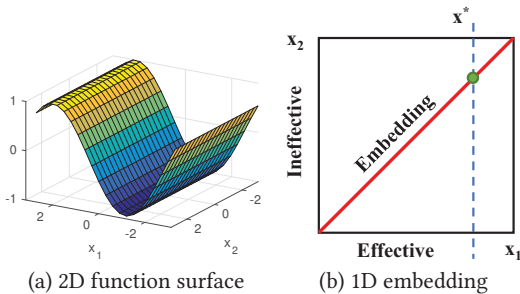 1
0
-1
2
0
-2
x1
2
0
-2
x2
(a) 2D function surface
x*
x2
Ineffective
Embedding
Effective
x1
(b) 1D embedding